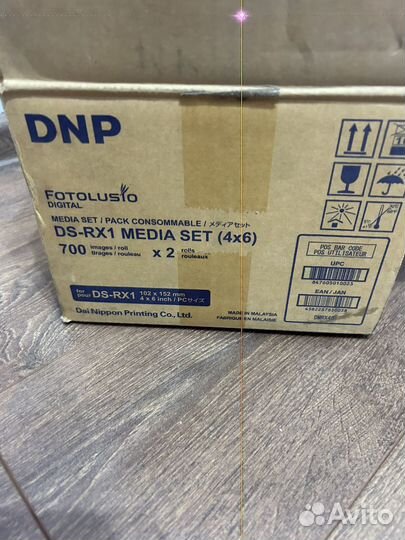 DNP
FOTOLUSIO
DIGITAL
MEDIA SET / PACK CONSOMMABLE / メディアセット
DS-RX1 MEDIA SET (4x6)
700 images / roll x 2 rolls
tirages / rouleau rouleaux
for DS-RX1 102 x 152 mm
pour 4 x 6 inch / PCサイズ
Dai Nippon Printing Co., Ltd.
MADE IN MALAYSIA
FABRIQUE EN MALAISIE
POS BAR CODE
POS UTILISATEUR
UPC
EAN / JAN
Avito